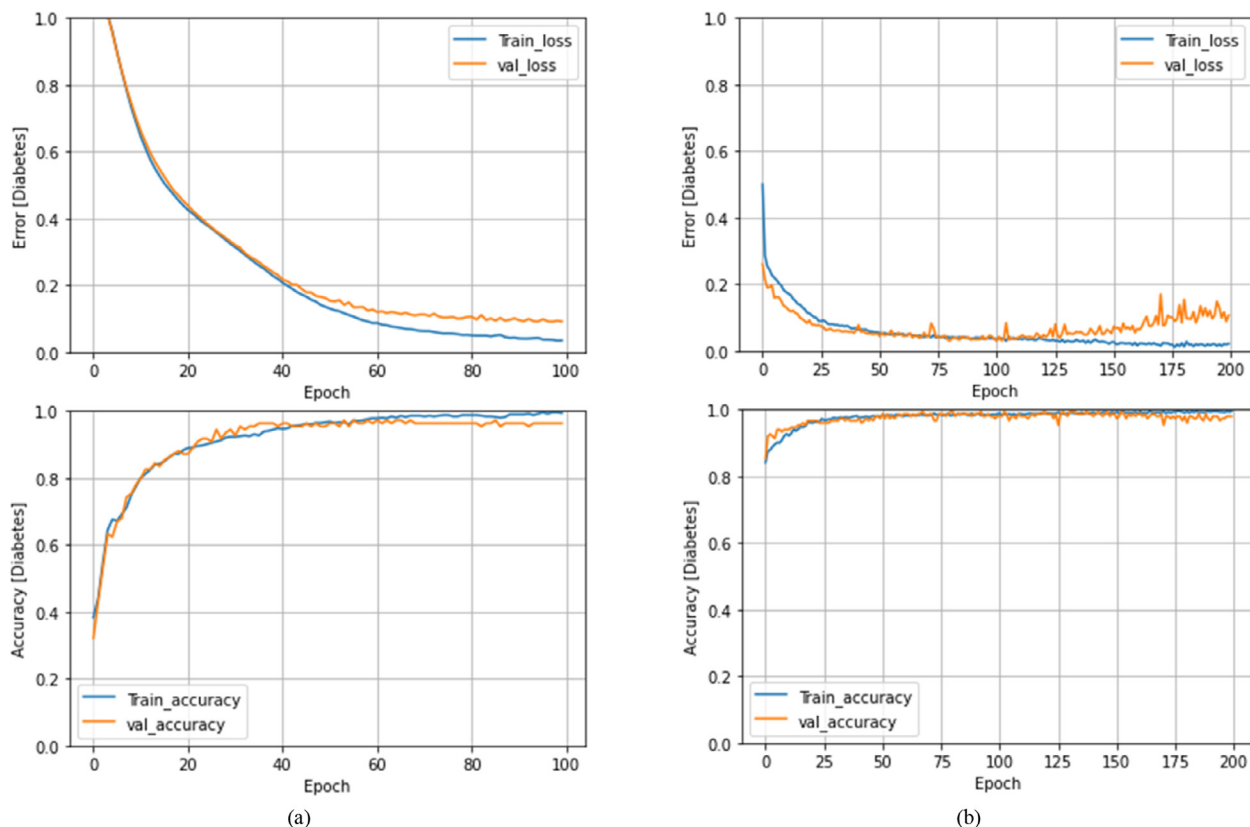 1.0
0.8
0.6
0.4
0.2
0.0
Error [Diabetes]
Train_loss
val_loss
0 20 40 60 80 100
Epoch
1.0
0.8
0.6
0.4
0.2
0.0
Accuracy [Diabetes]
Train_accuracy
val_accuracy
0 20 40 60 80 100
Epoch
(a)
1.0
0.8
0.6
0.4
0.2
0.0
Error [Diabetes]
Train_loss
val_loss
0 25 50 75 100 125 150 175 200
Epoch
1.0
0.8
0.6
0.4
0.2
0.0
Accuracy [Diabetes]
Train_accuracy
val_accuracy
0 25 50 75 100 125 150 175 200
Epoch
(b)